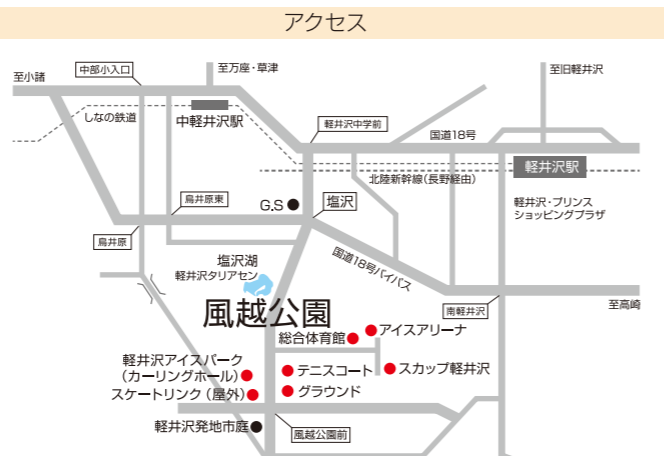 アクセス
至小諸
中部小入口
至万座・草津
至旧軽井沢
しなの鉄道
中軽井沢駅
軽井沢中学前
国道18号
北陸新幹線(長野経由)
軽井沢駅
鳥井原東
G.S
塩沢
軽井沢・プリンス
ショッピングプラザ
鳥井原
塩沢湖
軽井沢タリアセン
国道18号バイパス
風越公園
南軽井沢
至高崎
総合体育館
アイスアリーナ
軽井沢アイスパーク
(カーリングホール)
テニスコート
スカップ軽井沢
スケートリンク(屋外)
グラウンド
軽井沢発地市庭
風越公園前